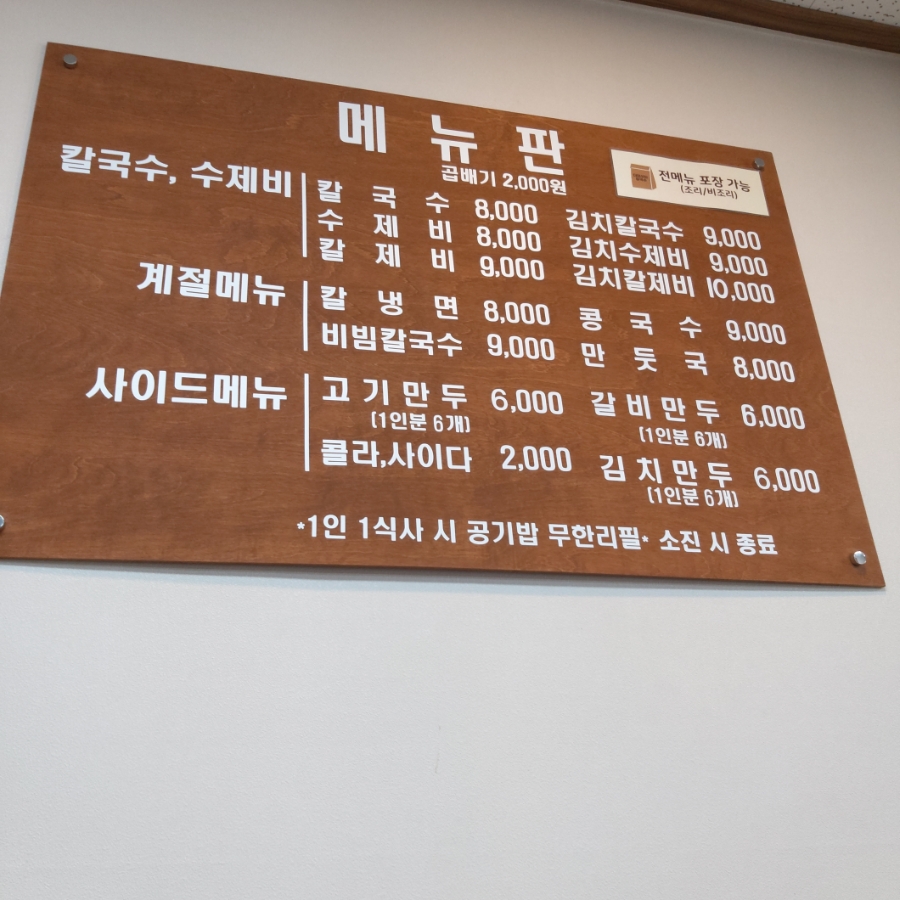 메뉴판
곱배기 2,000원
전메뉴 포장 가능
(조리/비조리)
칼국수, 수제비
칼국수 8,000 김치칼국수 9,000
수제비 8,000 김치수제비 9,000
칼제비 9,000 김치칼제비 10,000
계절메뉴
칼냉면 8,000 콩국수 9,000
비빔칼국수 9,000 만둣국 8,000
사이드메뉴
고기만두 6,000 갈비만두 6,000
(1인분 6개) (1인분 6개)
콜라,사이다 2,000 김치만두 6,000
(1인분 6개)
*1인 1식사 시 공기밥 무한리필* 소진 시 종료